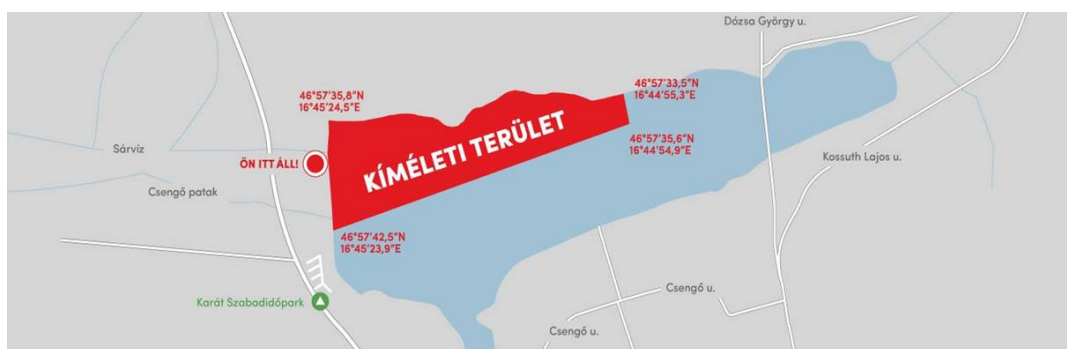 Dózsa György u.
46°57'35,8"N
16°45'24,5"E
46°57'33,5"N
16°44'55,3"E
KÍMÉLETI TERÜLET
46°57'35,6"N
16°44'54,9"E
Sárvíz
ÖN ITT ÁLL!
Kossuth Lajos u.
Csengő patak
46°57'42,5"N
16°45'23,9"E
Karát Szabadidőpark
Csengő u.
Csengő u.